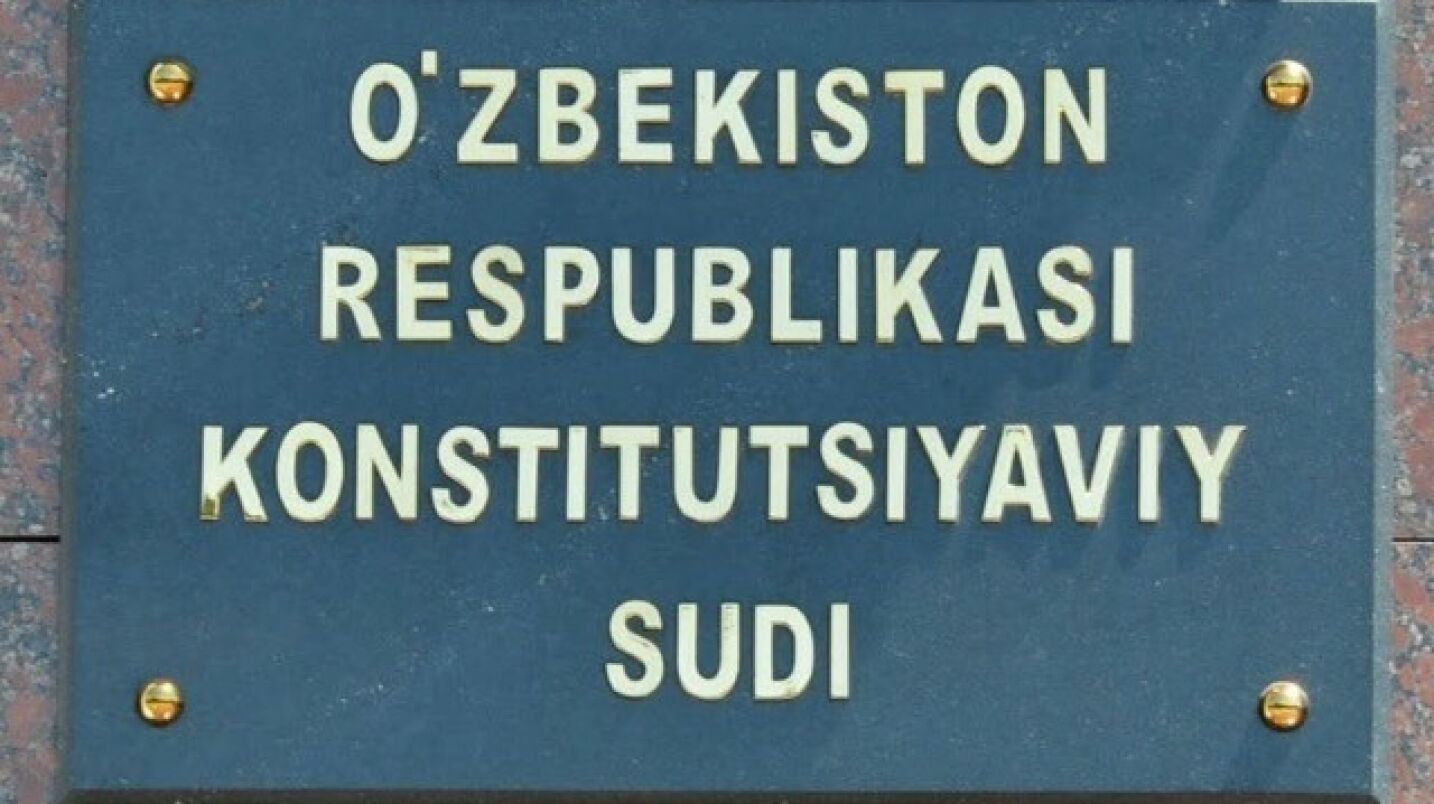 O'ZBEKISTON
RESPUBLIKASI
KONSTITUTSIYAVIY
SUDI